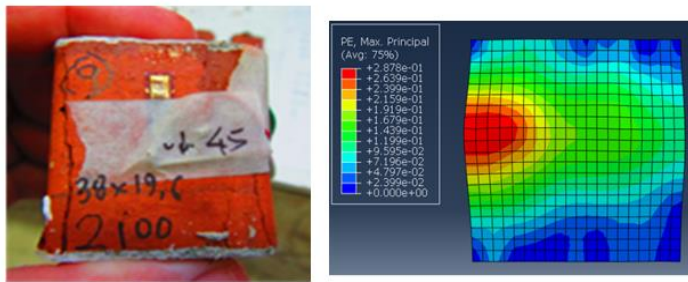 9
45
38x19,6
2100
PE, Max. Principal
(Avg: 75%)
+2.878e-01
+2.639e-01
+2.399e-01
+2.159e-01
+1.919e-01
+1.679e-01
+1.439e-01
+1.199e-01
+9.595e-02
+7.196e-02
+4.797e-02
+2.399e-02
+0.000e+00